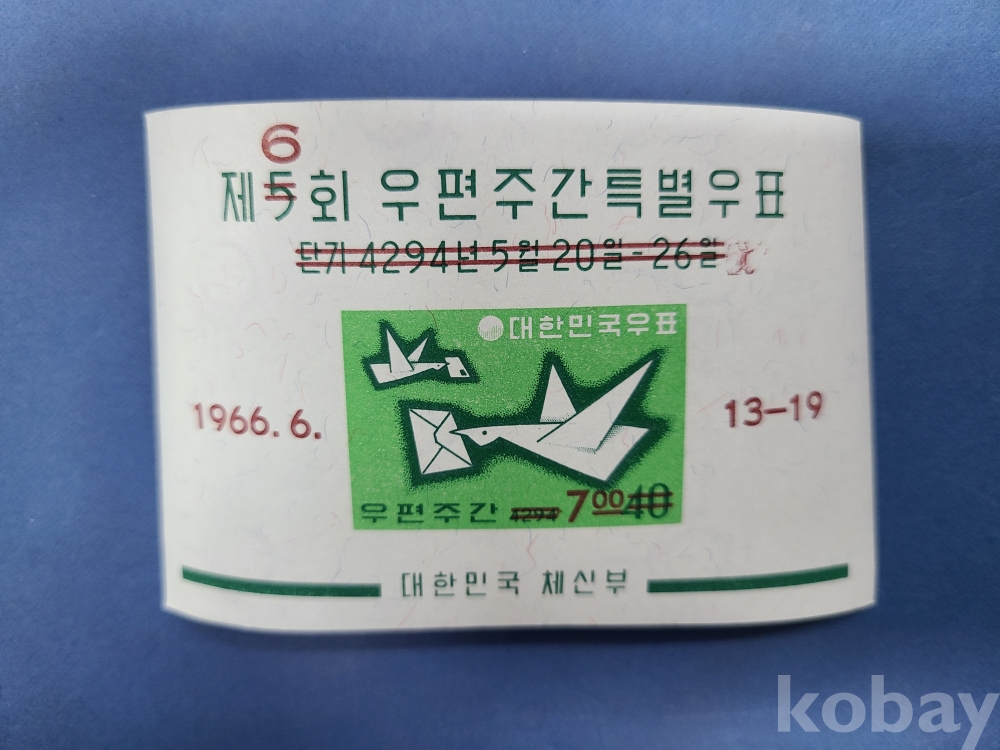 6
제5회 우편주간특별우표
단기 4294년 5월 20일 - 26일
대한민국우표
1966. 6.
13-19
우편주간 4294 7 00 40
대한민국 체신부
kobay